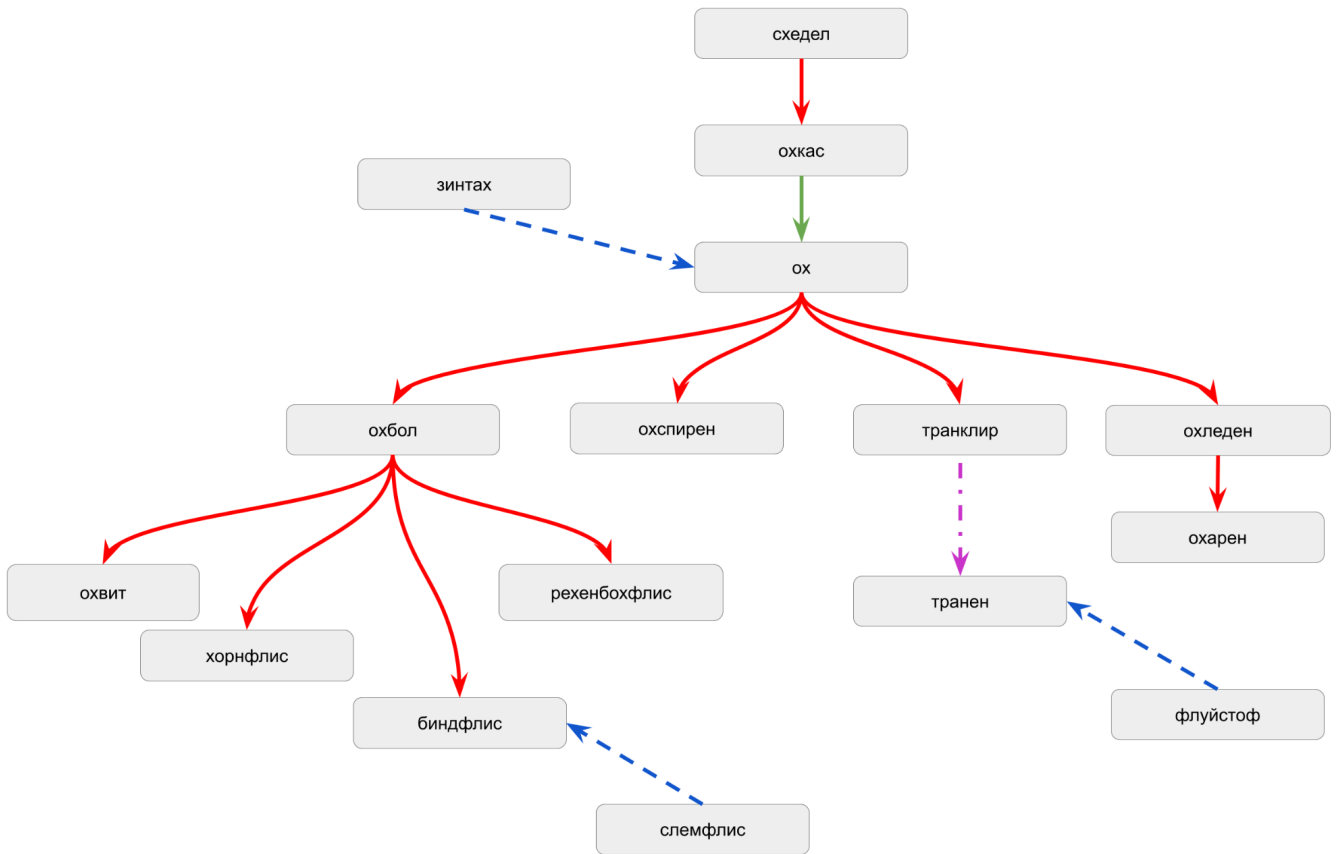 схедел
охкас
зинтах
ох
охбол
охспирен
транклир
охледен
охарен
охвит
рехенбохфлис
транен
хорнфлис
биндфлис
флуйстоф
слемфлис